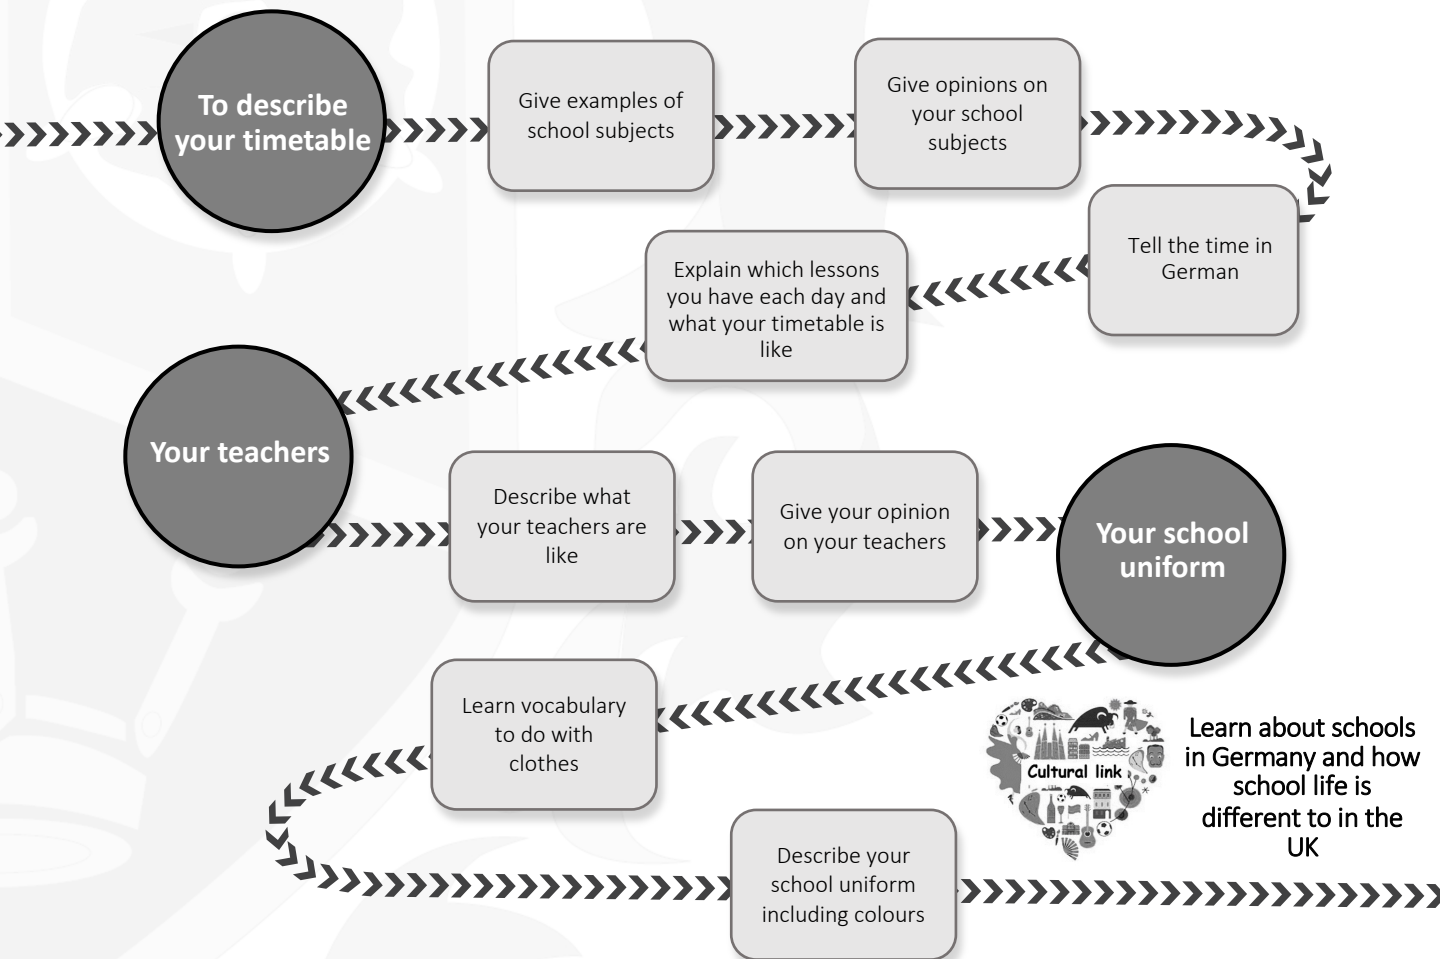 To describe
your timetable
Give examples of
school subjects
Give opinions on
your school
subjects
Tell the time in
German
Explain which lessons
you have each day and
what your timetable is
like
Your teachers
Describe what
your teachers are
like
Give your opinion
on your teachers
Your school
uniform
Learn vocabulary
to do with
clothes
Cultural link
Learn about schools
in Germany and how
school life is
different to in the
UK
Describe your
school uniform
including colours